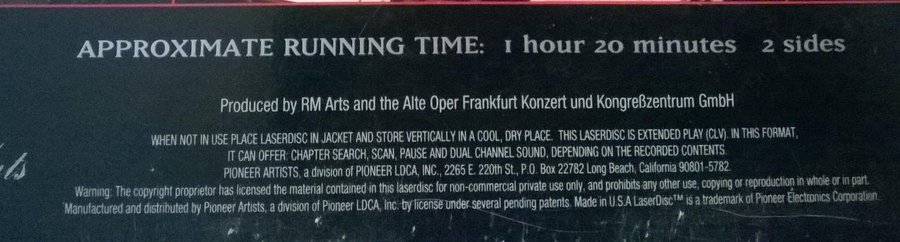 APPROXIMATE RUNNING TIME: 1 hour 20 minutes 2 sides
Produced by RM Arts and the Alte Oper Frankfurt Konzert und Kongreßzentrum GmbH
WHEN NOT IN USE PLACE LASERDISC IN JACKET AND STORE VERTICALLY IN A COOL, DRY PLACE. THIS LASERDISC IS EXTENDED PLAY (CLV). IN THIS FORMAT,
IT CAN OFFER: CHAPTER SEARCH, SCAN, PAUSE AND DUAL CHANNEL SOUND, DEPENDING ON THE RECORDED CONTENTS.
PIONEER ARTISTS, a division of PIONEER LDCA, INC., 2265 E. 220th St., P.O. Box 22782 Long Beach, California 90801-5782.
Warning: The copyright proprietor has licensed the material contained in this laserdisc for non-commercial private use only, and prohibits any other use, copying or reproduction in whole or in part.
Manufactured and distributed by Pioneer Artists, a division of Pioneer LDCA, Inc. by license under several pending patents. Made in U.S.A LaserDisc™ is a trademark of Pioneer Electronics Corporation.